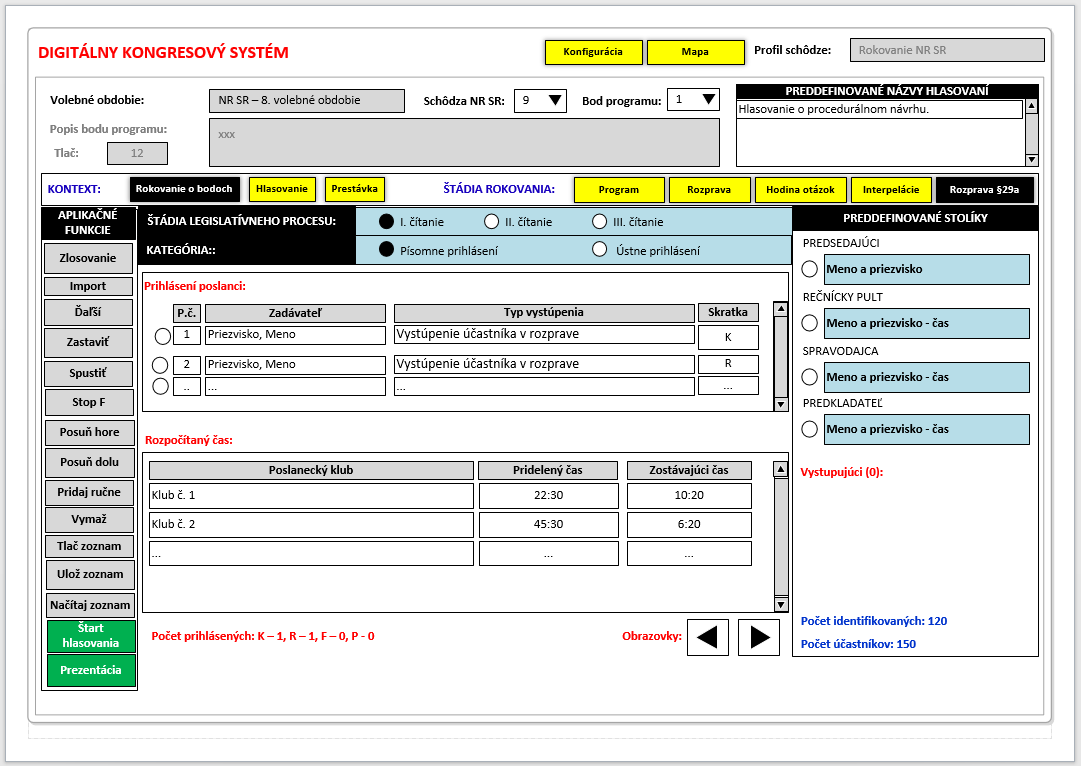 DIGITÁLNY KONGRESOVÝ SYSTÉM
Konfigurácia
Mapa
Profil schôdze:
Rokovanie NR SR
Volebné obdobie:
NR SR – 8. volebné obdobie
Schôdza NR SR:
9
Bod programu:
1
PREDDEFINOVANÉ NÁZVY HLASOVANÍ
Hlasovanie o procedurálnom návrhu.
Popis bodu programu:
xxx
Tlač:
12
KONTEXT:
Rokovanie o bodoch
Hlasovanie
Prestávka
ŠTÁDIA ROKOVANIA:
Program
Rozprava
Hodina otázok
Interpelácie
Rozprava §29a
APLIKAČNÉ
FUNKCIE
Zlosovanie
Import
Ďaľší
Zastaviť
Spustiť
Stop F
Posuň hore
Posuň dolu
Pridaj ručne
Vymaž
Tlač zoznam
Ulož zoznam
Načítaj zoznam
Štart
hlasovania
Prezentácia
ŠTÁDIA LEGISLATÍVNEHO PROCESU:
I. čítanie
II. čítanie
III. čítanie
KATEGÓRIA::
Písomne prihlásení
Ústne prihlásení
Prihlásení poslanci:
P.č.
Zadávateľ
Typ vystúpenia
Skratka
1
Priezvisko, Meno
Vystúpenie účastníka v rozprave
K
2
Priezvisko, Meno
Vystúpenie účastníka v rozprave
R
..
...
...
...
Rozpočítaný čas:
Poslanecký klub
Pridelený čas
Zostávajúci čas
Klub č. 1
22:30
10:20
Klub č. 2
45:30
6:20
...
...
...
Počet prihlásených: K – 1, R – 1, F – 0, P - 0
Obrazovky:
PREDDEFINOVANÉ STOLÍKY
PREDSEDAJÚCI
Meno a priezvisko
REČNÍCKY PULT
Meno a priezvisko - čas
SPRAVODAJCA
Meno a priezvisko - čas
PREDKLADATEĽ
Meno a priezvisko - čas
Vystupujúci (0):
Počet identifikovaných: 120
Počet účastníkov: 150